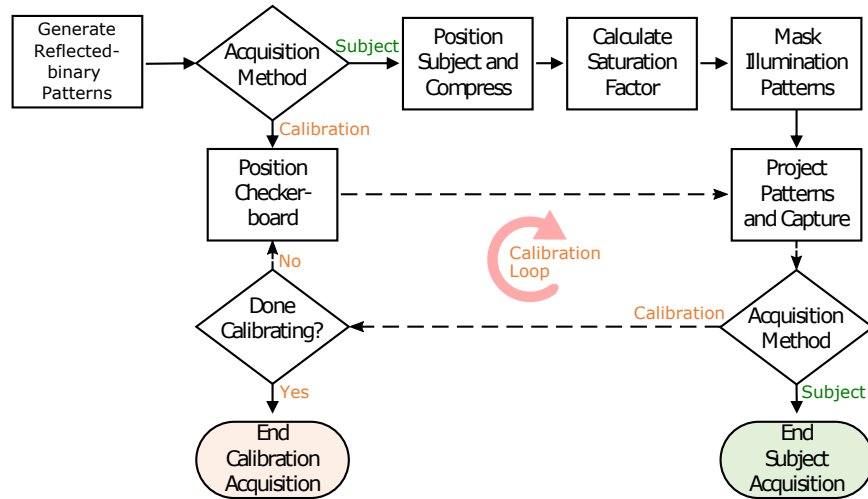 Generate
Reflected-
binary
Patterns
Acquisition
Method
Subject
Position
Subject and
Compress
Calculate
Saturation
Factor
Mask
Illumination
Patterns
Calibration
Position
Checker-
board
Project
Patterns
and Capture
Calibration
Loop
No
Done
Calibrating?
Calibration
Acquisition
Method
Yes
Subject
End
Calibration
Acquisition
End
Subject
Acquisition